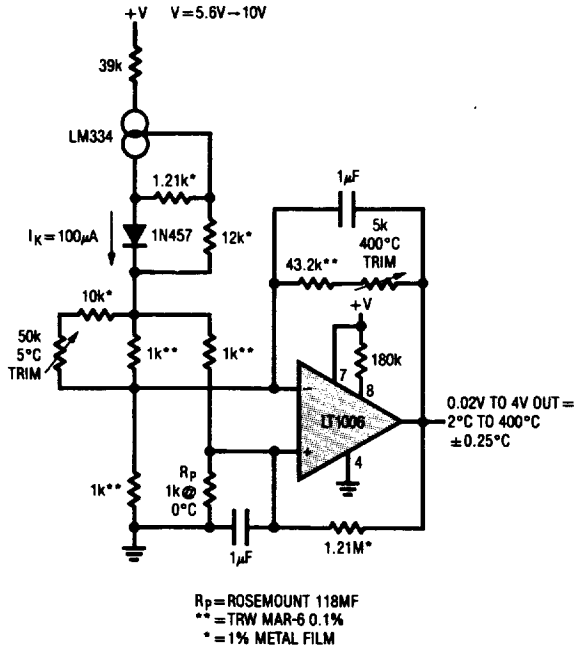 +V V=5.6V→10V
39k
LM334
1.21k*
I_K=100µA
1N457
12k*
1µF
5k
400°C
TRIM
43.2k**
+V
180k
7
8
10k*
50k
5°C
TRIM
1k**
1k**
−
LT1006
+
4
0.02V TO 4V OUT=
2°C TO 400°C
±0.25°C
1k**
Rp
1k@
0°C
1µF
1.21M*
Rp=ROSEMOUNT 118MF
**=TRW MAR-6 0.1%
*=1% METAL FILM